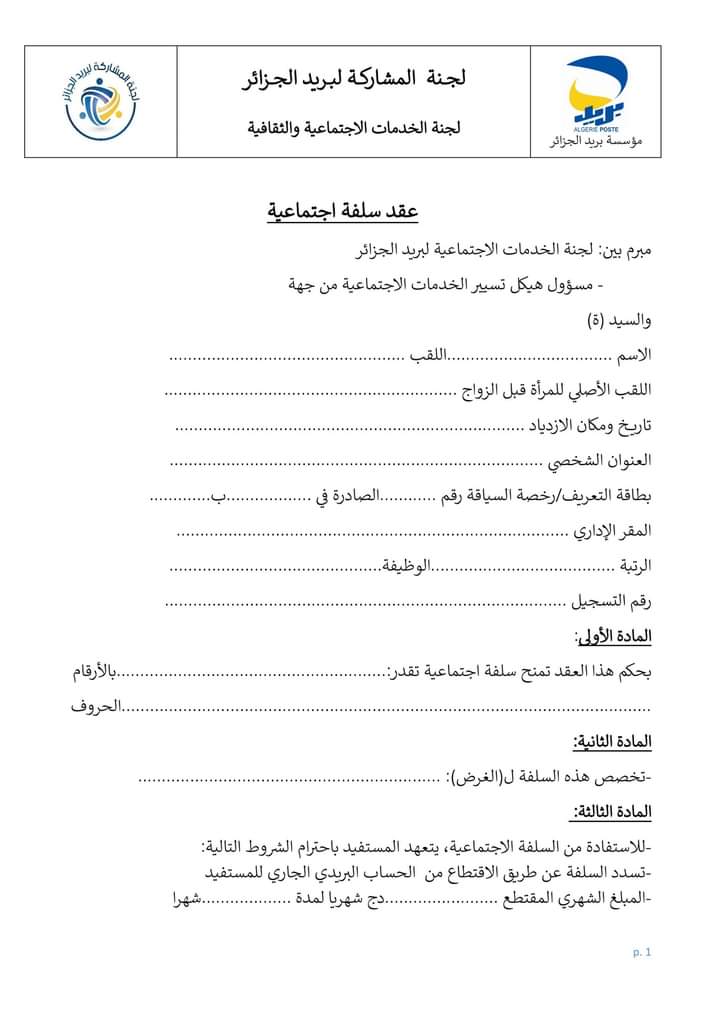 لجنة المشاركة لبريد الجزائر
لجنة الخدمات الاجتماعية والثقافية
بريد
ALGERIE POSTE
مؤسسة بريد الجزائر
لجنة المشاركة لبريد الجزائر
عقد سلفة اجتماعية
مبرم بين: لجنة الخدمات الاجتماعية لبريد الجزائر
- مسؤول هيكل تسيير الخدمات الاجتماعية من جهة
والسيد (ة)
الاسم ...................................اللقب ..................................................
اللقب الأصلي للمرأة قبل الزواج ..............................................................
تاريخ ومكان الازدياد ..........................................................................
العنوان الشخصي ...............................................................................
بطاقة التعريف/رخصة السياقة رقم ............الصادرة في ..................ب.............
المقر الإداري ...................................................................................
الرتبة .......................................الوظيفة.............................................
رقم التسجيل .....................................................................................
المادة الأولى:
بحكم هذا العقد تمنح سلفة اجتماعية تقدر:.........................................................بالأرقام
................................................................................................................الحروف
المادة الثانية:
-تخصص هذه السلفة ل(الغرض): ................................................................
المادة الثالثة:
-للاستفادة من السلفة الاجتماعية، يتعهد المستفيد باحترام الشروط التالية:
-تسدد السلفة عن طريق الاقتطاع من الحساب البريدي الجاري للمستفيد
-المبلغ الشهري المقتطع ........................دج شهريا لمدة ...................شهرا
p. 1